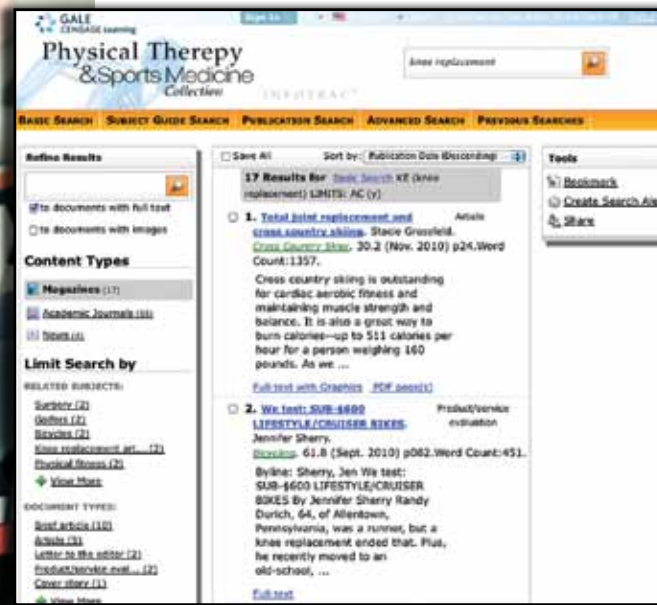 GALE
CENGAGE Learning
Sign In
Physical Therepy
&Sports Medicine
Collection
INFOTRAC
knee replacement
BASIC SEARCH SUBJECT GUIDE SEARCH PUBLICATION SEARCH ADVANCED SEARCH PREVIOUS SEARCHES
Refine Results
to documents with full text
to documents with images
Content Types
Magazines (17)
Academic Journals
News
Limit Search by
RELATED SUBJECTS:
Surgery (2)
Golfers (2)
Bicycles (2)
Knee replacement art... (2)
Physical fitness (2)
View More
DOCUMENT TYPES:
Brief article (10)
Article
Letter to the editor (2)
Product/service eval... (2)
Cover story (1)
View More
Save All Sort by: Publication Date (Descending)
17 Results for Basic Search KE (knee
replacement) LIMITS: AC (y)
1. Total joint replacement and
cross country skiing. Stacie Grossfeld.
Article
Cross Country Skier. 30.2 (Nov. 2010) p24.Word
Count:1357.
Cross country skiing is outstanding
for cardiac aerobic fitness and
maintaining muscle strength and
balance. It is also a great way to
burn calories--up to 511 calories per
hour for a person weighing 160
pounds. As we ...
Full text with Graphics PDF page(s)
2. We test: SUB-$600
LIFESTYLE/CRUISER BIKES.
Product/service
evaluation
Jennifer Sherry.
Bicycling. 61.8 (Sept. 2010) p082.Word Count:451.
Byline: Sherry, Jen We test:
SUB-$600 LIFESTYLE/CRUISER
BIKES By Jennifer Sherry Randy
Durich, 64, of Allentown,
Pennsylvania, was a runner, but a
knee replacement ended that. Plus,
he recently moved to an
old-school, ...
Full text
Tools
Bookmark
Create Search Ale
Share